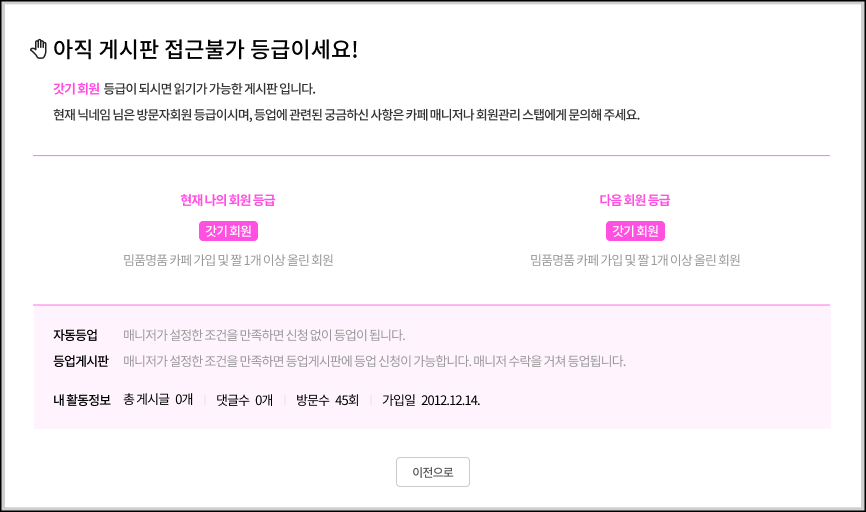 아직 게시판 접근불가 등급이세요!
갓기 회원 등급이 되시면 읽기가 가능한 게시판 입니다.
현재 닉네임 님은 방문자회원 등급이시며, 등업에 관련된 궁금하신 사항은 카페 매니저나 회원관리 스탭에게 문의해 주세요.
현재 나의 회원 등급
갓기 회원
밈품명품 카페 가입 및 짤 1개 이상 올린 회원
다음 회원 등급
갓기 회원
밈품명품 카페 가입 및 짤 1개 이상 올린 회원
자동등업 매니저가 설정한 조건을 만족하면 신청 없이 등업이 됩니다.
등업게시판 매니저가 설정한 조건을 만족하면 등업게시판에 등업 신청이 가능합니다. 매니저 수락을 거쳐 등업됩니다.
내 활동정보 총 게시글 0개 | 댓글수 0개 | 방문수 45회 | 가입일 2012.12.14.
이전으로